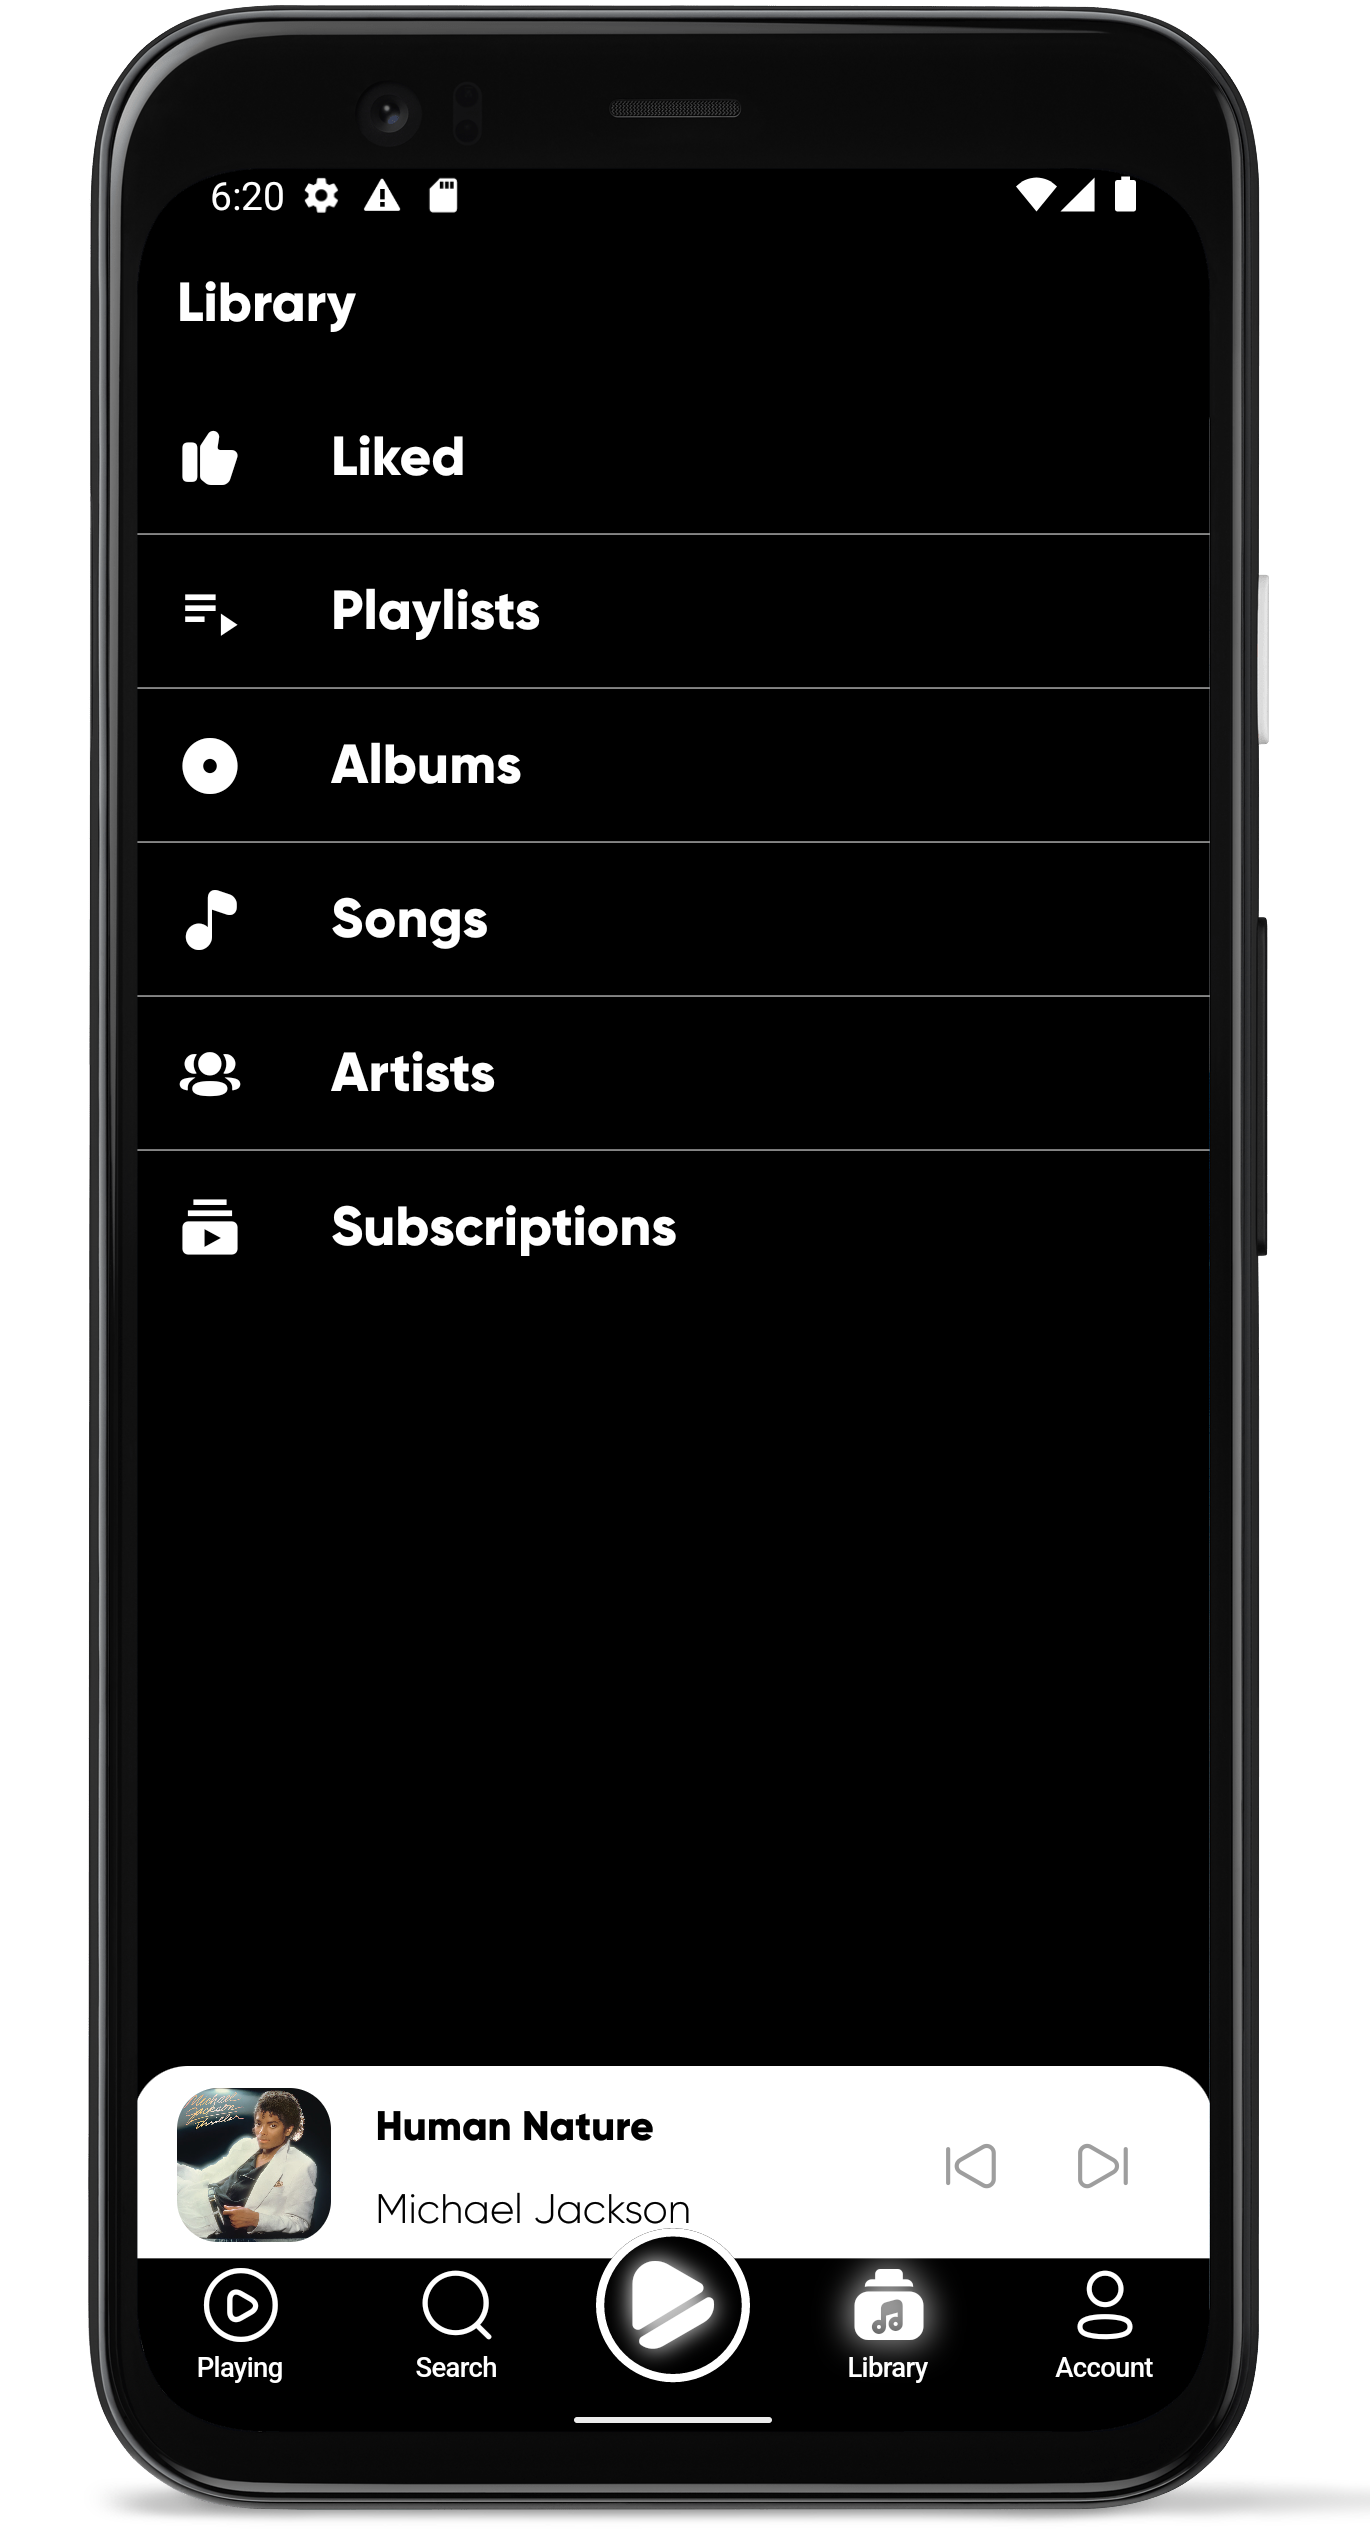 6:20
Library
Liked
Playlists
Albums
Songs
Artists
Subscriptions
Human Nature
Michael Jackson
Playing
Search
Library
Account